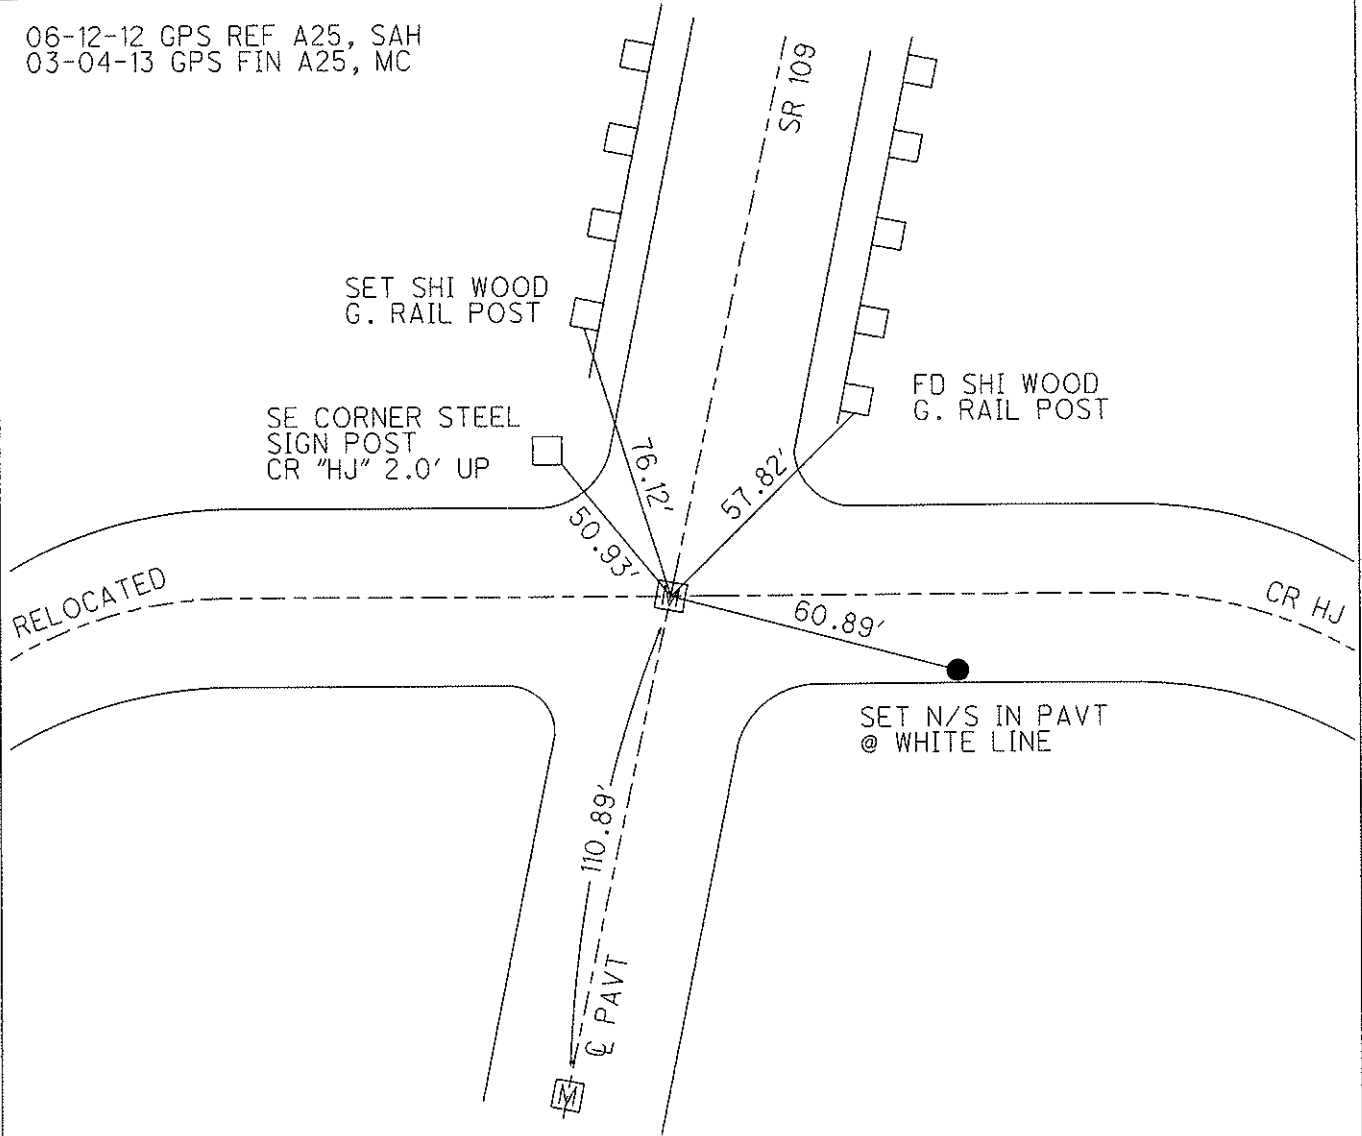 06-12-12 GPS REF A25, SAH
03-04-13 GPS FIN A25, MC
SR 109
SET SHI WOOD
G. RAIL POST
FD SHI WOOD
G. RAIL POST
SE CORNER STEEL
SIGN POST
CR "HJ" 2.0' UP
76.12'
57.82'
50.93'
RELOCATED
CR HJ
M
60.89'
SET N/S IN PAVT
@ WHITE LINE
110.89'
℄ PAVT
M